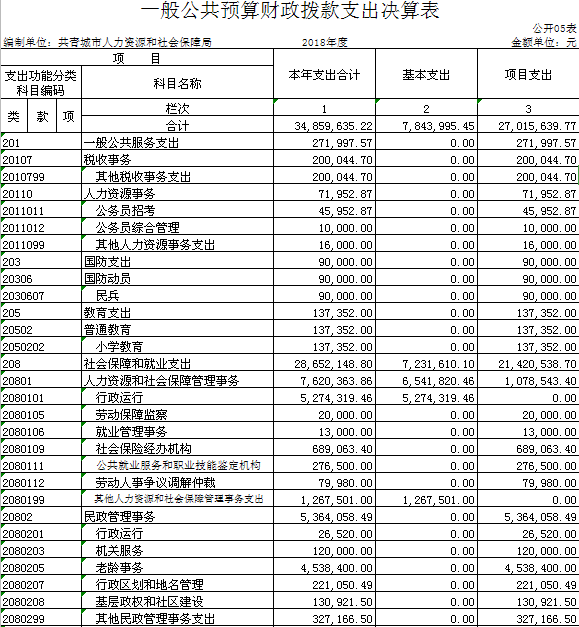 一般公共预算财政拨款支出决算表
公开05表
编制单位：共青城市人力资源和社会保障局 2018年度 金额单位：元
项 目 本年支出合计 基本支出 项目支出
支出功能分类科目编码 科目名称
类 款 项 栏次 1 2 3
合计 34,859,635.22 7,843,995.45 27,015,639.77
201 一般公共服务支出 271,997.57 0.00 271,997.57
20107 税收事务 200,044.70 0.00 200,044.70
2010799 其他税收事务支出 200,044.70 0.00 200,044.70
20110 人力资源事务 71,952.87 0.00 71,952.87
2011011 公务员招考 45,952.87 0.00 45,952.87
2011012 公务员综合管理 10,000.00 0.00 10,000.00
2011099 其他人力资源事务支出 16,000.00 0.00 16,000.00
203 国防支出 90,000.00 0.00 90,000.00
20306 国防动员 90,000.00 0.00 90,000.00
2030607 民兵 90,000.00 0.00 90,000.00
205 教育支出 137,352.00 0.00 137,352.00
20502 普通教育 137,352.00 0.00 137,352.00
2050202 小学教育 137,352.00 0.00 137,352.00
208 社会保障和就业支出 28,652,148.80 7,231,610.10 21,420,538.70
20801 人力资源和社会保障管理事务 7,620,363.86 6,541,820.46 1,078,543.40
2080101 行政运行 5,274,319.46 5,274,319.46 0.00
2080105 劳动保障监察 20,000.00 0.00 20,000.00
2080106 就业管理事务 13,000.00 0.00 13,000.00
2080109 社会保险经办机构 689,063.40 0.00 689,063.40
2080111 公共就业服务和职业技能鉴定机构 276,500.00 0.00 276,500.00
2080112 劳动人事争议调解仲裁 79,980.00 0.00 79,980.00
2080199 其他人力资源和社会保障管理事务支出 1,267,501.00 1,267,501.00 0.00
20802 民政管理事务 5,364,058.49 0.00 5,364,058.49
2080201 行政运行 26,520.00 0.00 26,520.00
2080203 机关服务 120,000.00 0.00 120,000.00
2080205 老龄事务 4,538,400.00 0.00 4,538,400.00
2080207 行政区划和地名管理 221,050.49 0.00 221,050.49
2080208 基层政权和社区建设 130,921.50 0.00 130,921.50
2080299 其他民政管理事务支出 327,166.50 0.00 327,166.50